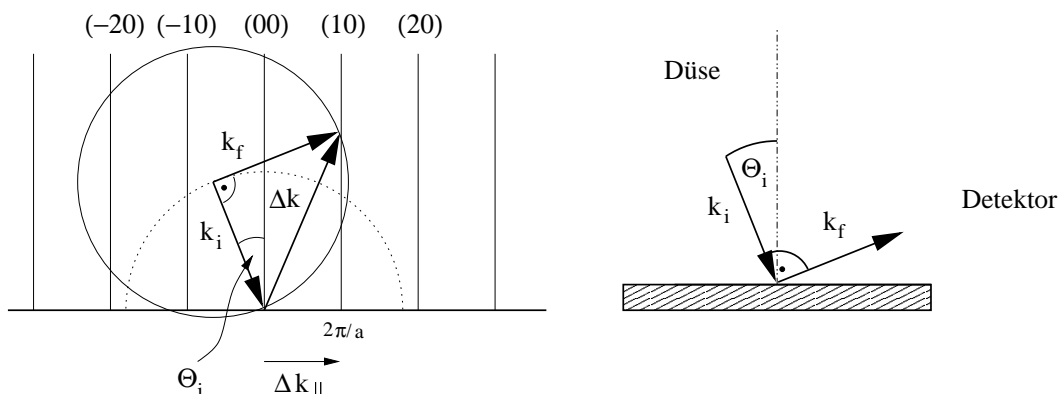 (−20) (−10) (00) (10) (20)
k_f
Δk
k_i
2π/a
Θ_i
Δk_||
Düse
Θ_i
Detektor
k_i
k_f